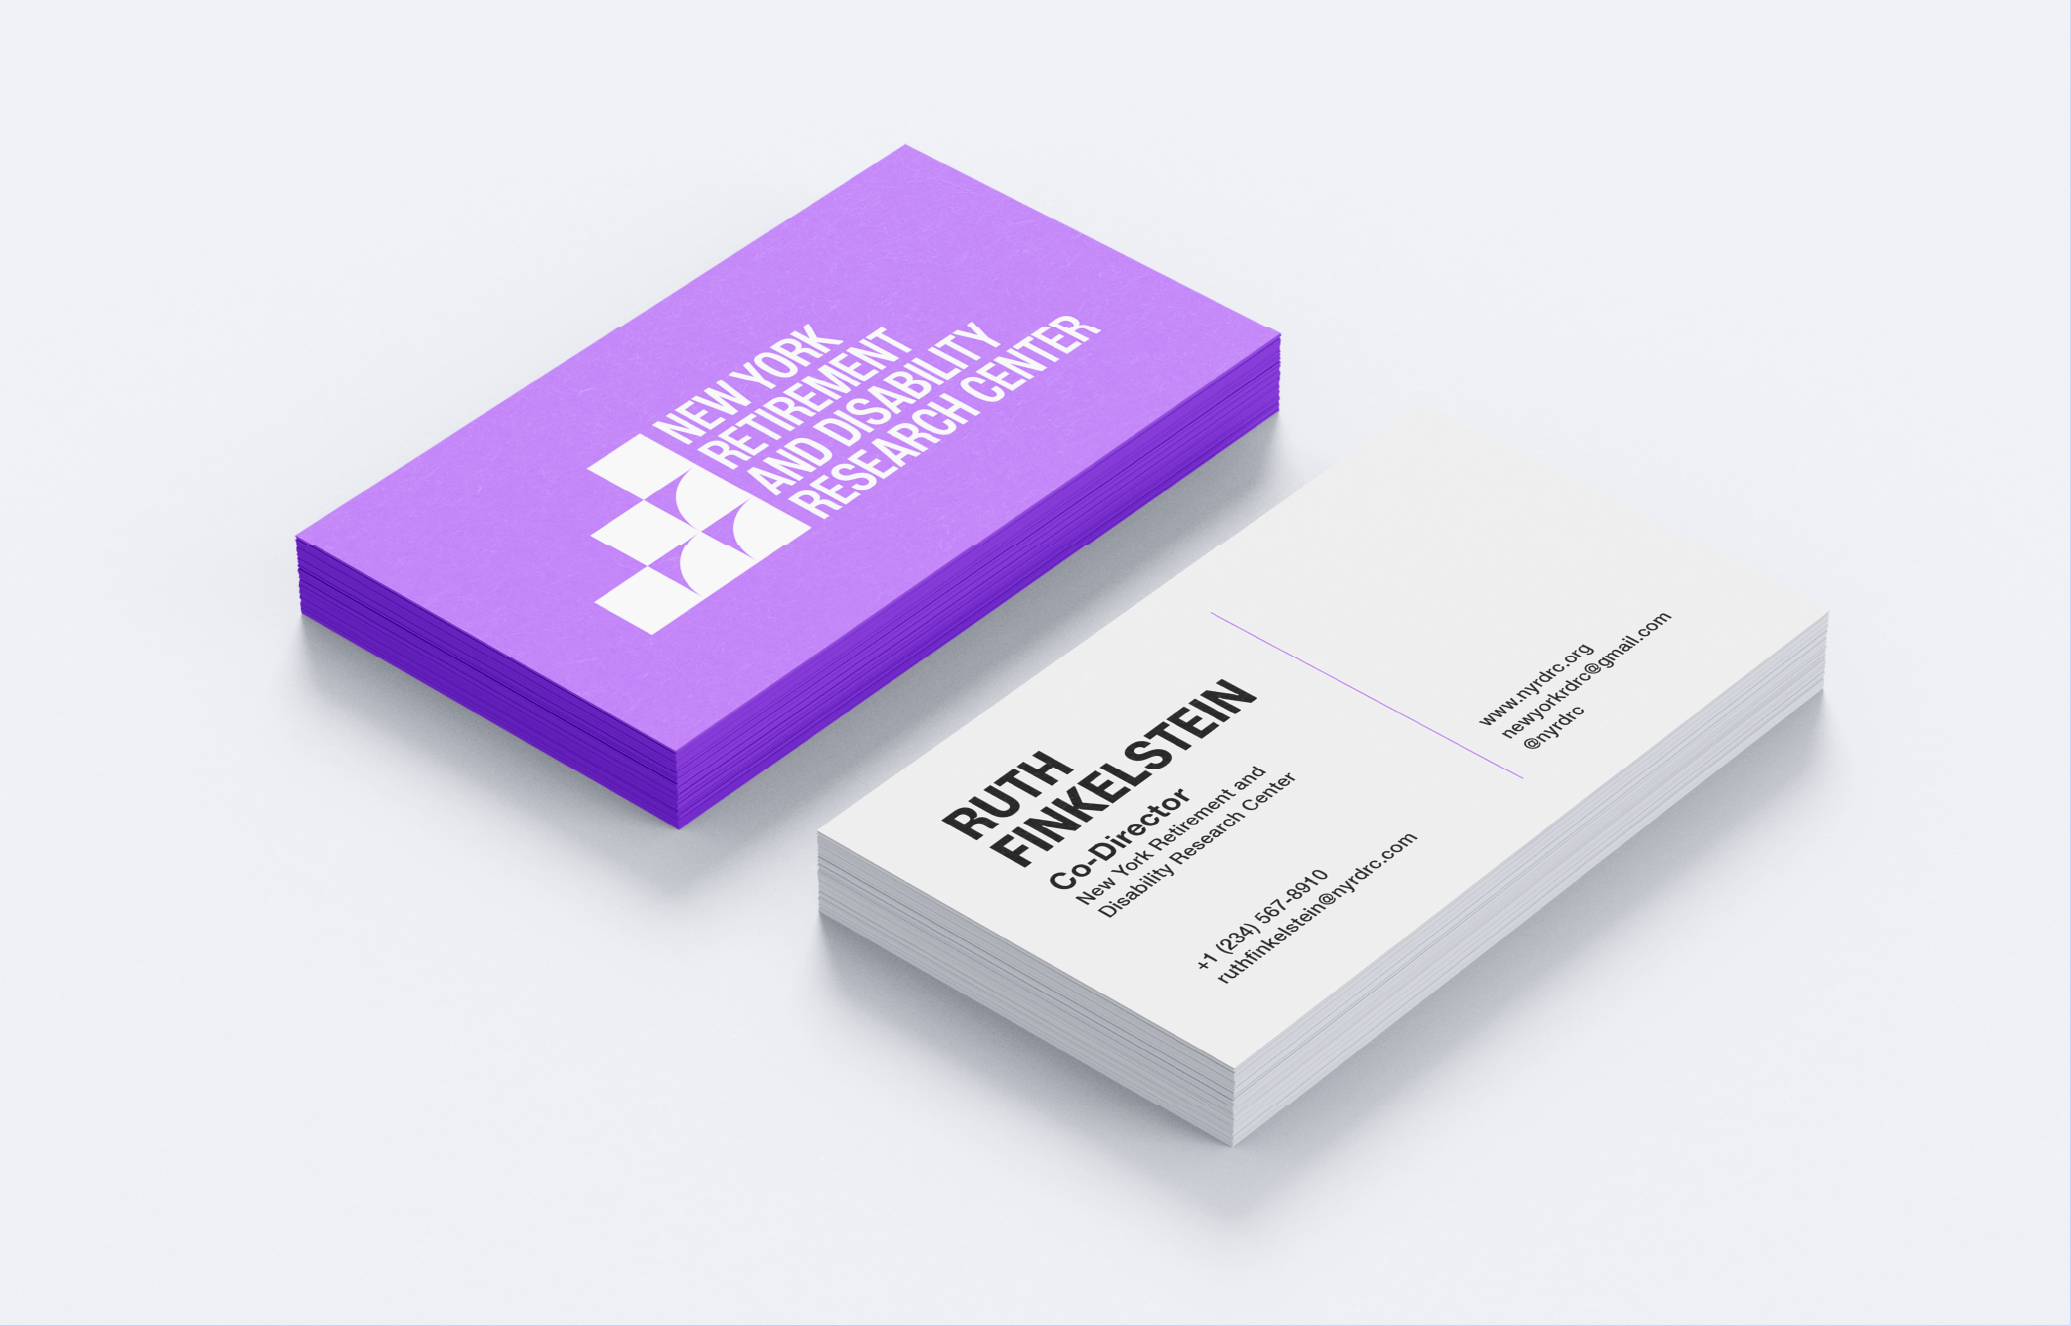 NEW YORK
RETIREMENT
AND DISABILITY
RESEARCH CENTER
RUTH
FINKELSTEIN
Co-Director
New York Retirement and
Disability Research Center
+1 (234) 567-8910
ruthfinkelstein@nyrdrc.com
www.nyrdrc.org
newyorkrdrc@gmail.com
@nyrdrc